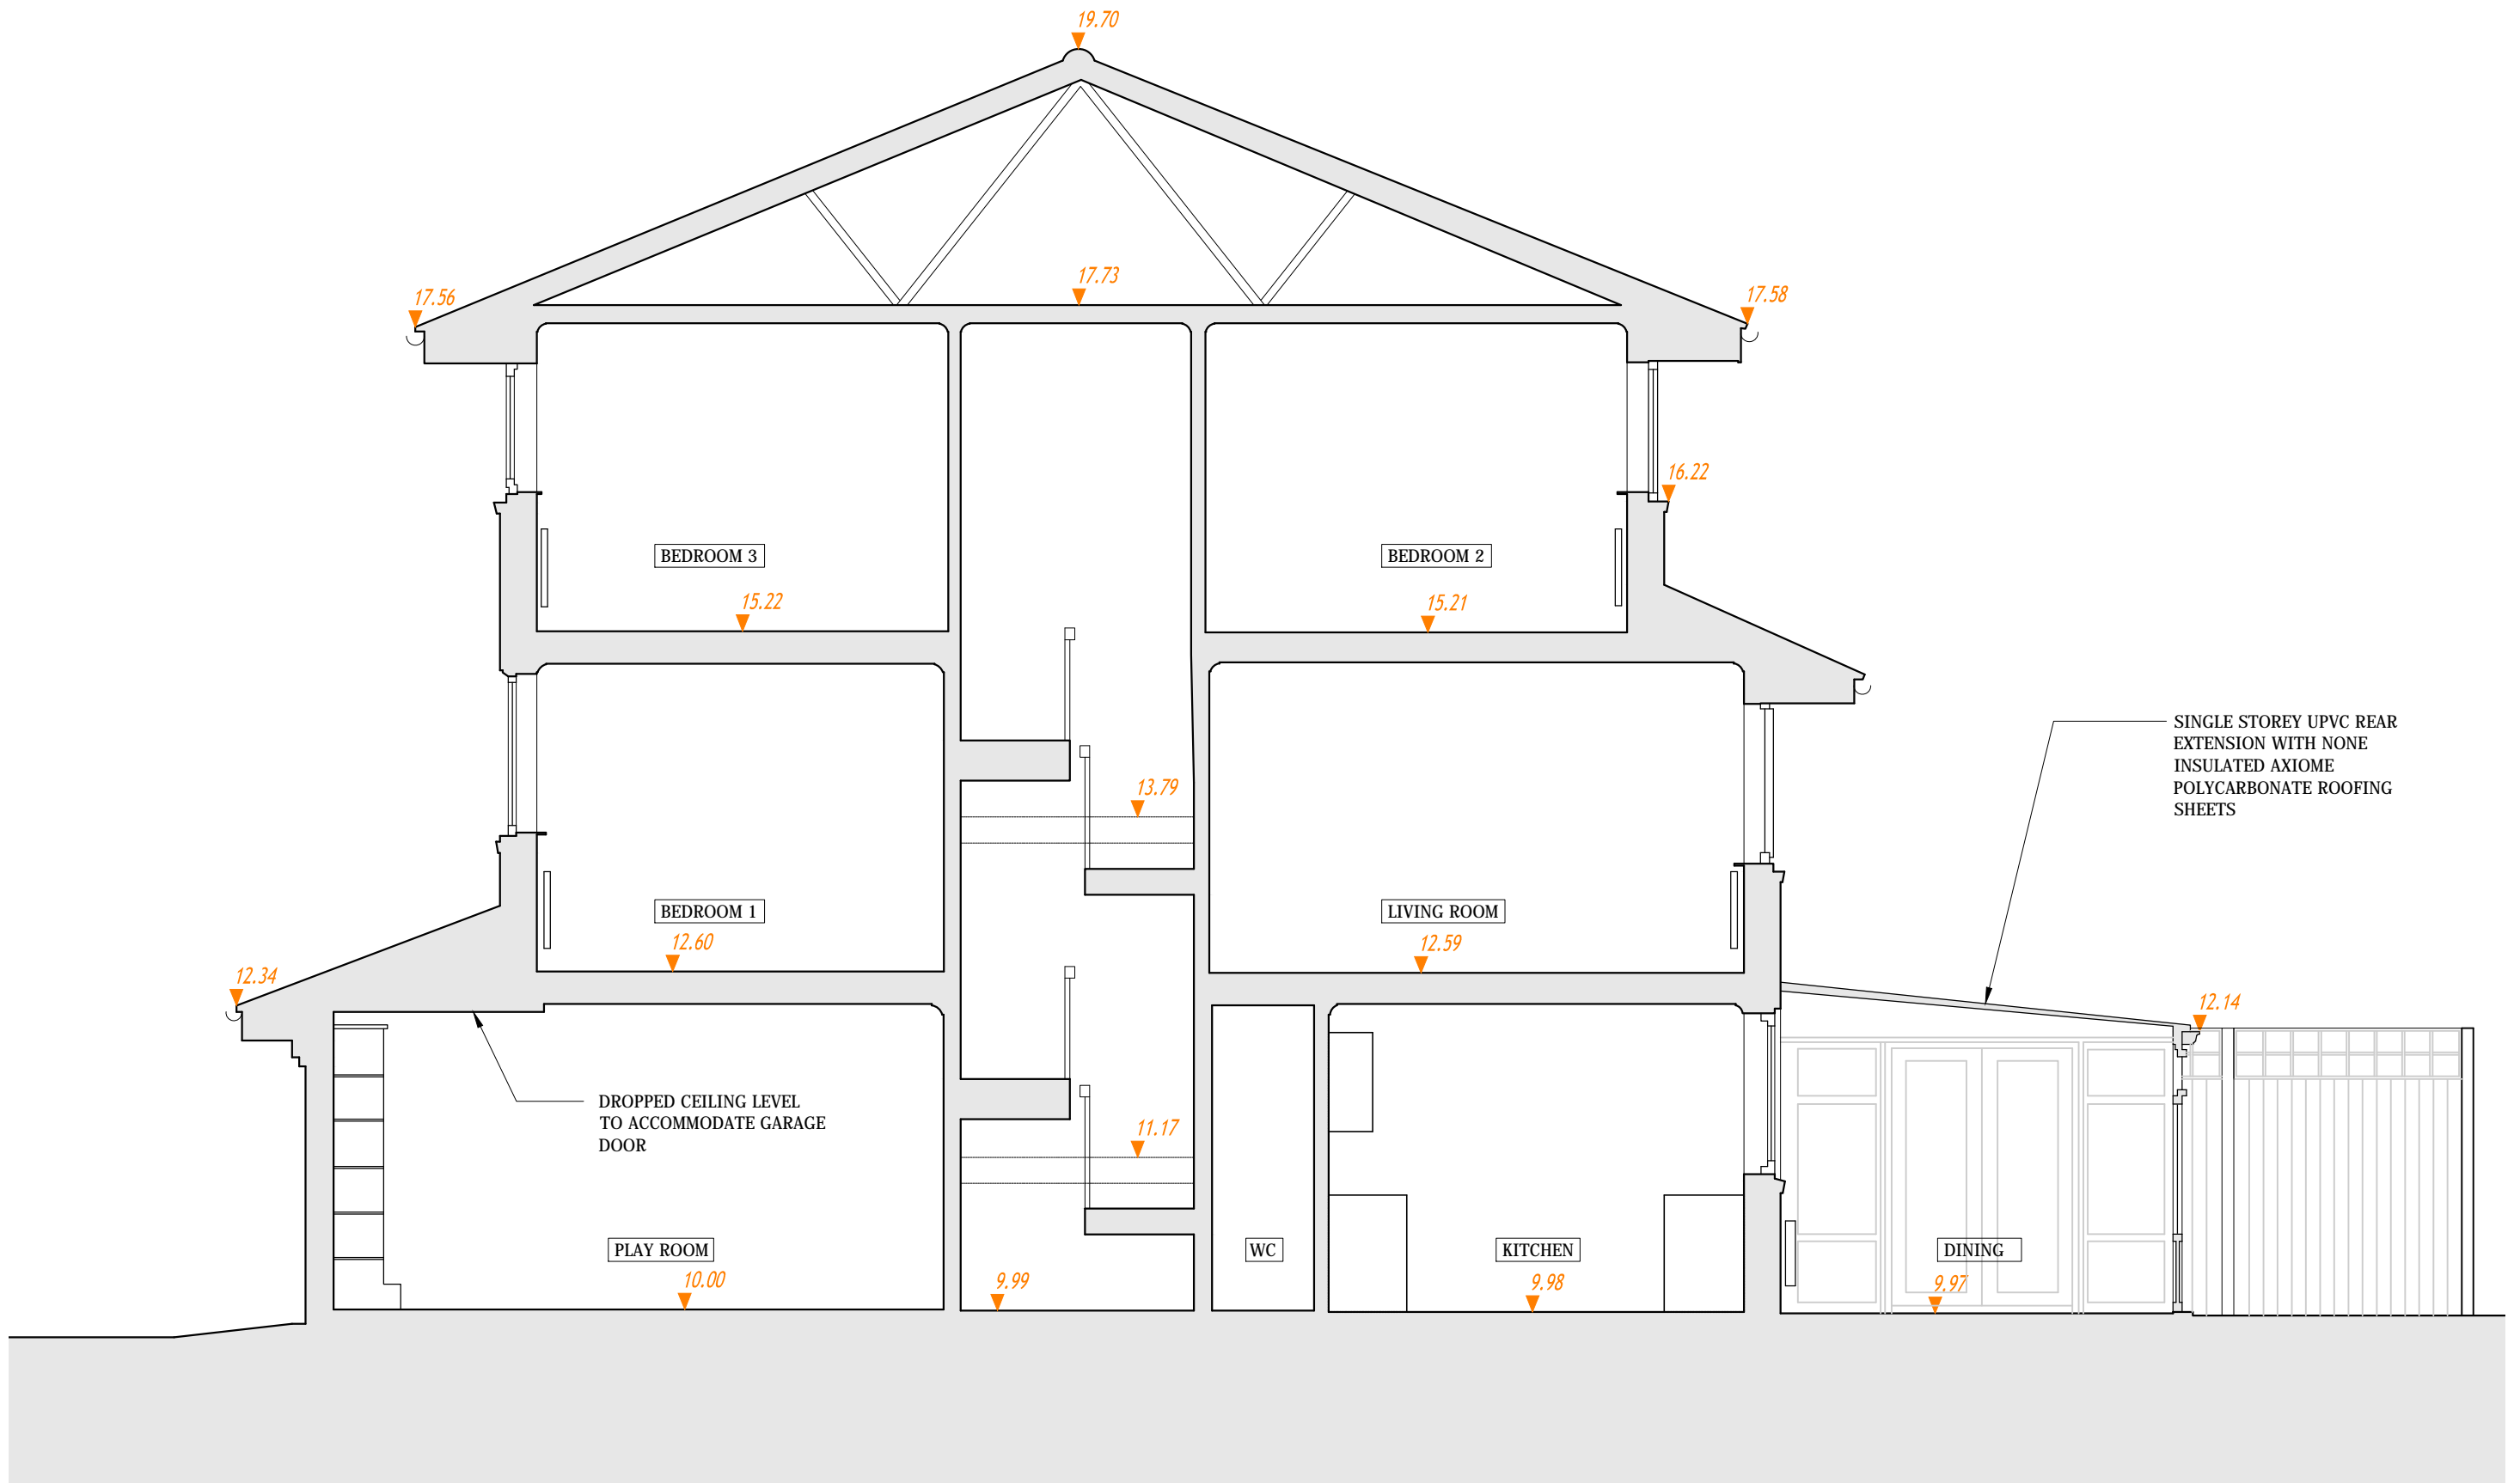 19.70
17.73
17.56
17.58
16.22
BEDROOM 3
BEDROOM 2
15.22
15.21
SINGLE STOREY UPVC REAR
EXTENSION WITH NONE
INSULATED AXIOME
POLYCARBONATE ROOFING
SHEETS
13.79
BEDROOM 1
LIVING ROOM
12.60
12.59
12.34
12.14
DROPPED CEILING LEVEL
TO ACCOMMODATE GARAGE
DOOR
11.17
PLAY ROOM
WC
KITCHEN
DINING
10.00
9.99
9.98
9.97